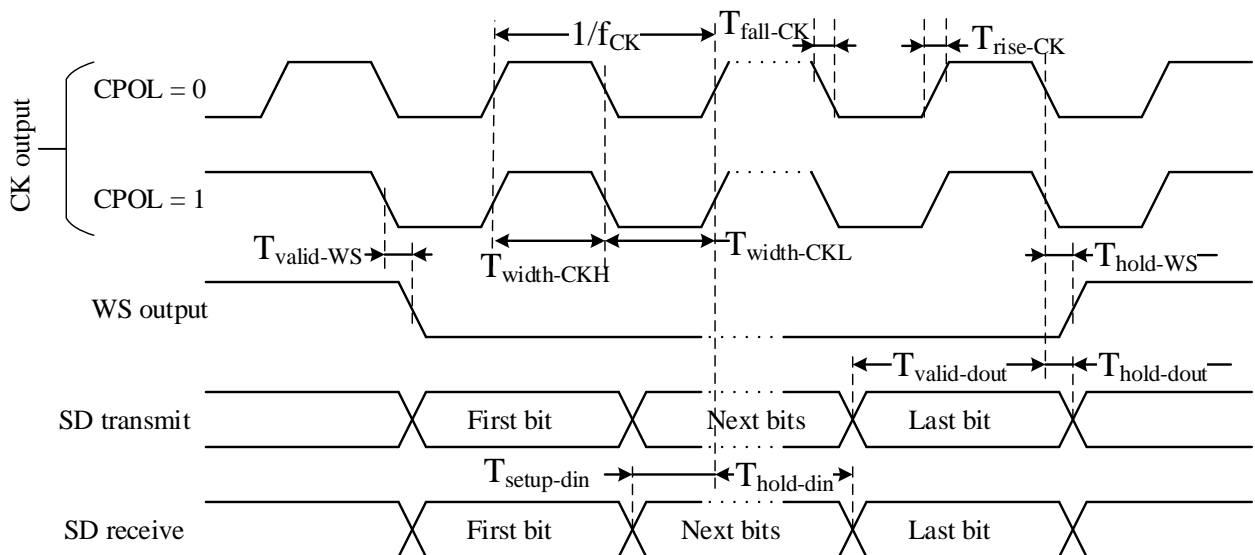 1/fCK
Tfall-CK
Trise-CK
CK output
CPOL = 0
CPOL = 1
Tvalid-WS
Twidth-CKH
Twidth-CKL
Thold-WS
WS output
Tvalid-dout
Thold-dout
SD transmit
First bit
Next bits
Last bit
Tsetup-din
Thold-din
SD receive
First bit
Next bits
Last bit